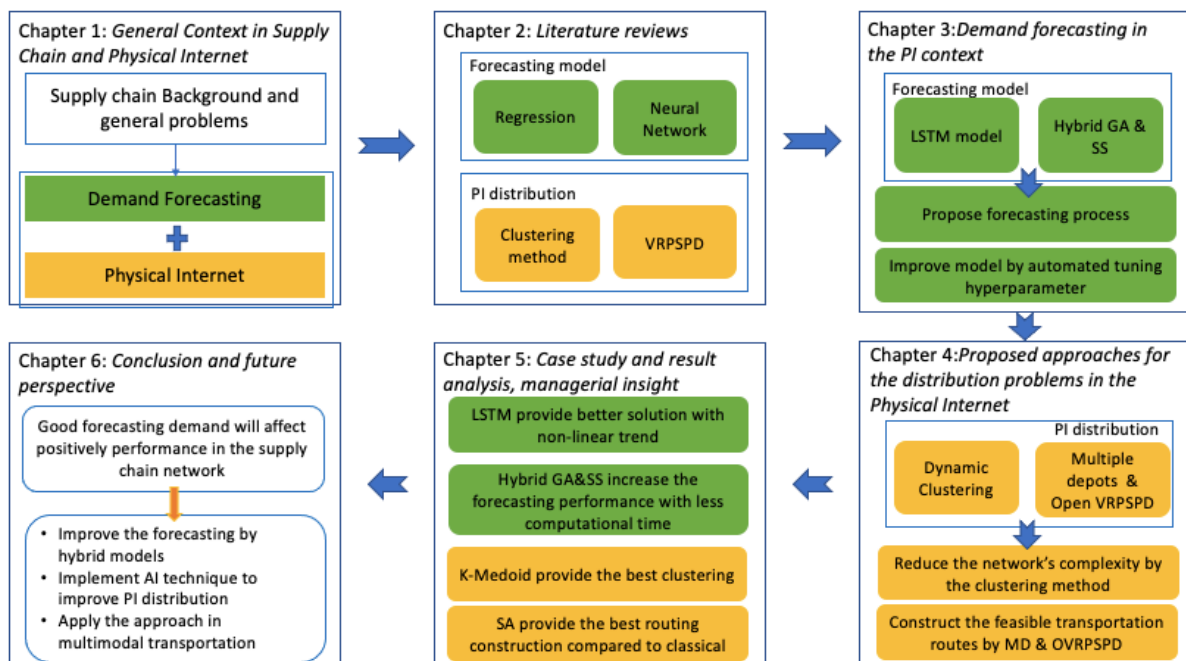 Chapter 1: General Context in Supply
Chain and Physical Internet
Supply chain Background and
general problems
Demand Forecasting
Physical Internet
Chapter 2: Literature reviews
Forecasting model
Regression
Neural
Network
PI distribution
Clustering
method
VRPSPD
Chapter 3:Demand forecasting in
the PI context
Forecasting model
LSTM model
Hybrid GA &
SS
Propose forecasting process
Improve model by automated tuning
hyperparameter
Chapter 4:Proposed approaches for
the distribution problems in the
Physical Internet
PI distribution
Dynamic
Clustering
Multiple
depots &
Open VRPSPD
Reduce the network's complexity by
the clustering method
Construct the feasible transportation
routes by MD & OVRPSPD
Chapter 5: Case study and result
analysis, managerial insight
LSTM provide better solution with
non-linear trend
Hybrid GA&SS increase the
forecasting performance with less
computational time
K-Medoid provide the best clustering
SA provide the best routing
construction compared to classical
Chapter 6: Conclusion and future
perspective
Good forecasting demand will affect
positively performance in the supply
chain network
• Improve the forecasting by
hybrid models
• Implement AI technique to
improve PI distribution
• Apply the approach in
multimodal transportation